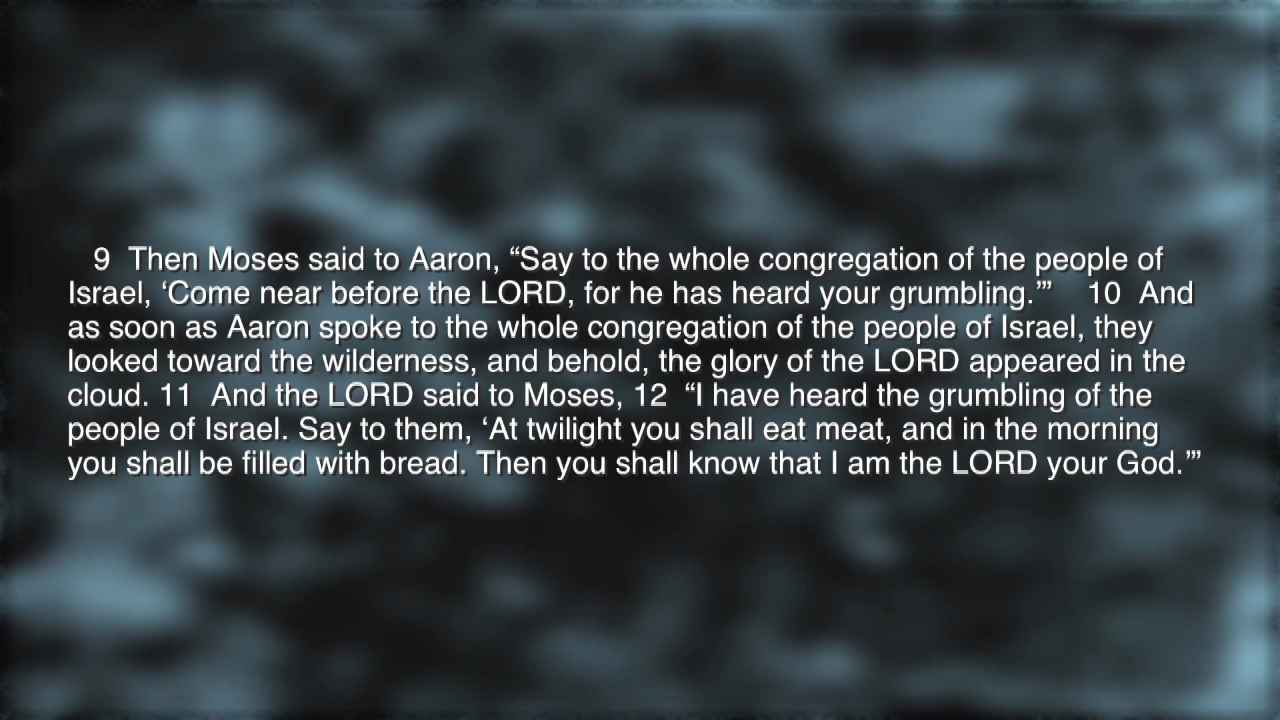 9 Then Moses said to Aaron, “Say to the whole congregation of the people of
Israel, ‘Come near before the LORD, for he has heard your grumbling.’” 10 And
as soon as Aaron spoke to the whole congregation of the people of Israel, they
looked toward the wilderness, and behold, the glory of the LORD appeared in the
cloud. 11 And the LORD said to Moses, 12 “I have heard the grumbling of the
people of Israel. Say to them, ‘At twilight you shall eat meat, and in the morning
you shall be filled with bread. Then you shall know that I am the LORD your God.’”